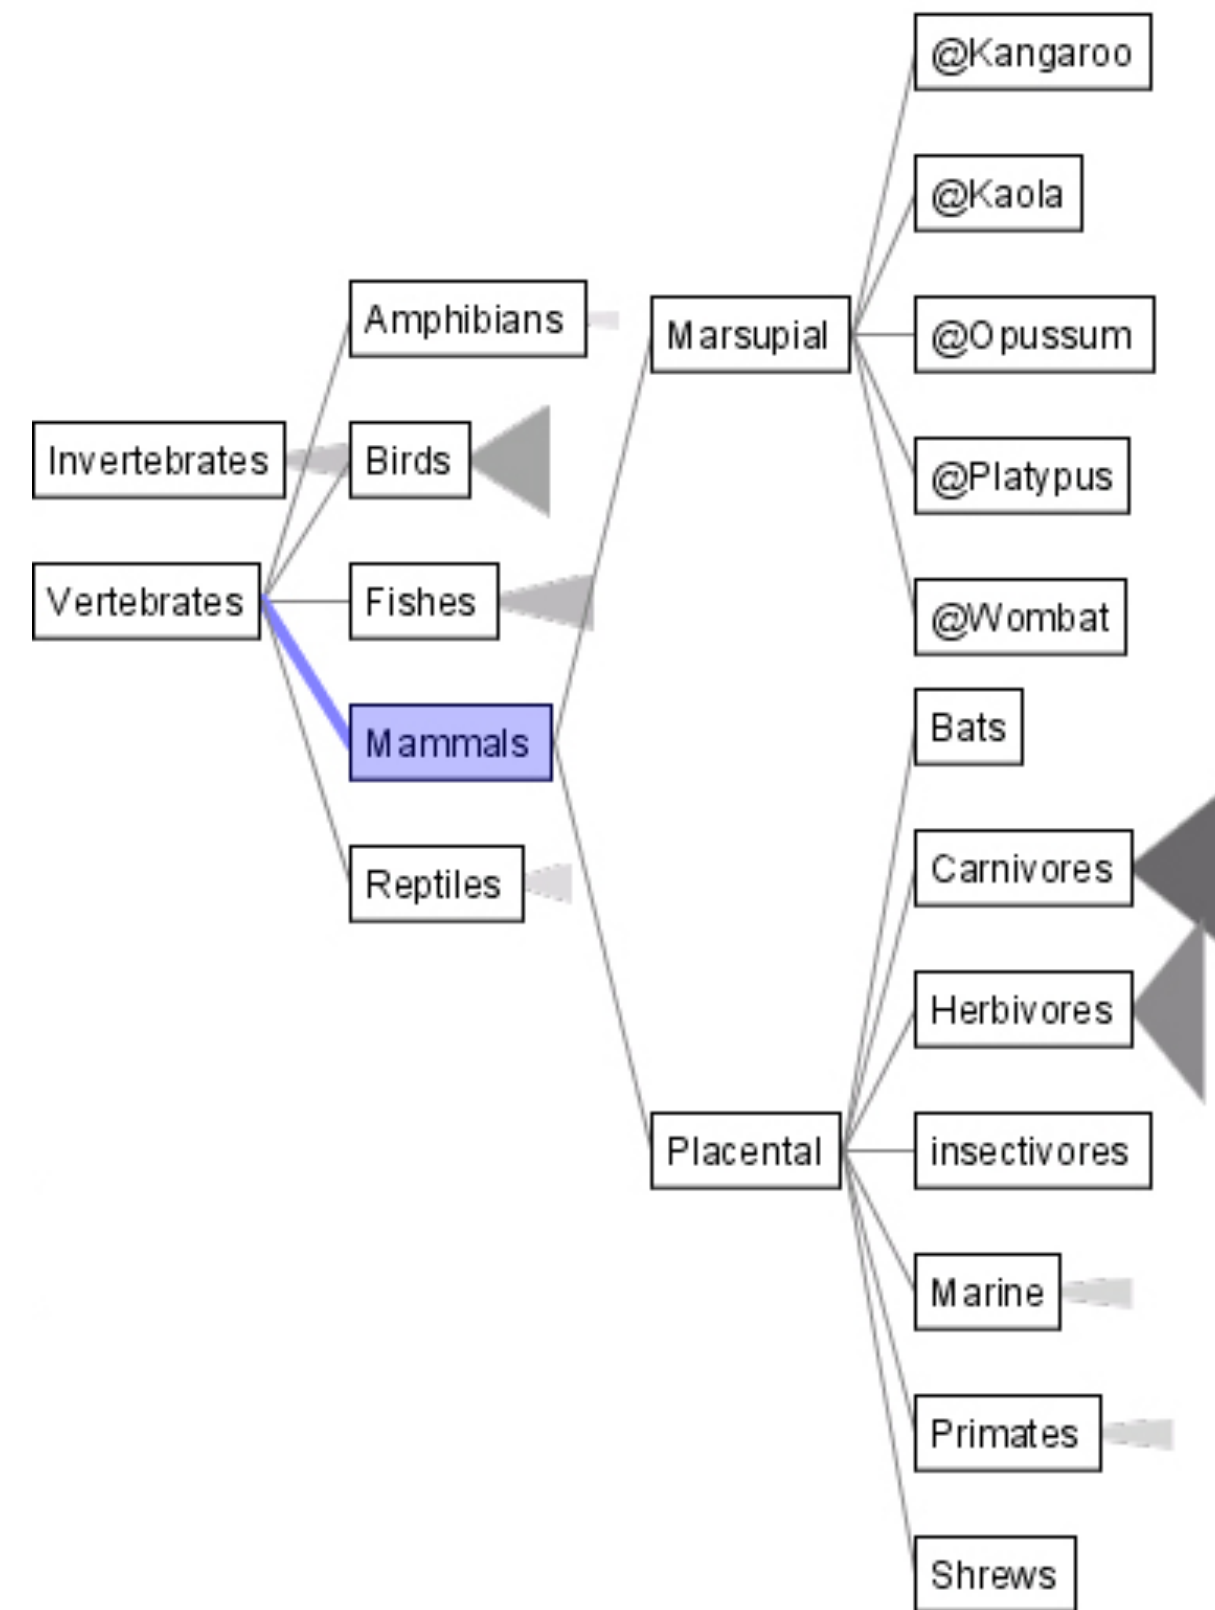 Invertebrates
Vertebrates
Amphibians
Birds
Fishes
Mammals
Reptiles
Marsupial
Placental
@Kangaroo
@Kaola
@Opussum
@Platypus
@Wombat
Bats
Carnivores
Herbivores
insectivores
Marine
Primates
Shrews